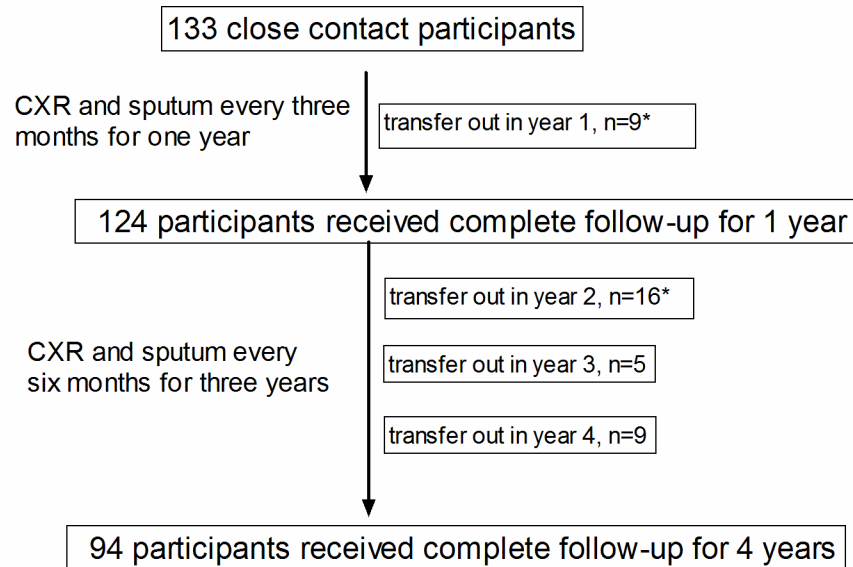 133 close contact participants
CXR and sputum every three
months for one year
transfer out in year 1, n=9*
124 participants received complete follow-up for 1 year
transfer out in year 2, n=16*
CXR and sputum every
six months for three years
transfer out in year 3, n=5
transfer out in year 4, n=9
94 participants received complete follow-up for 4 years